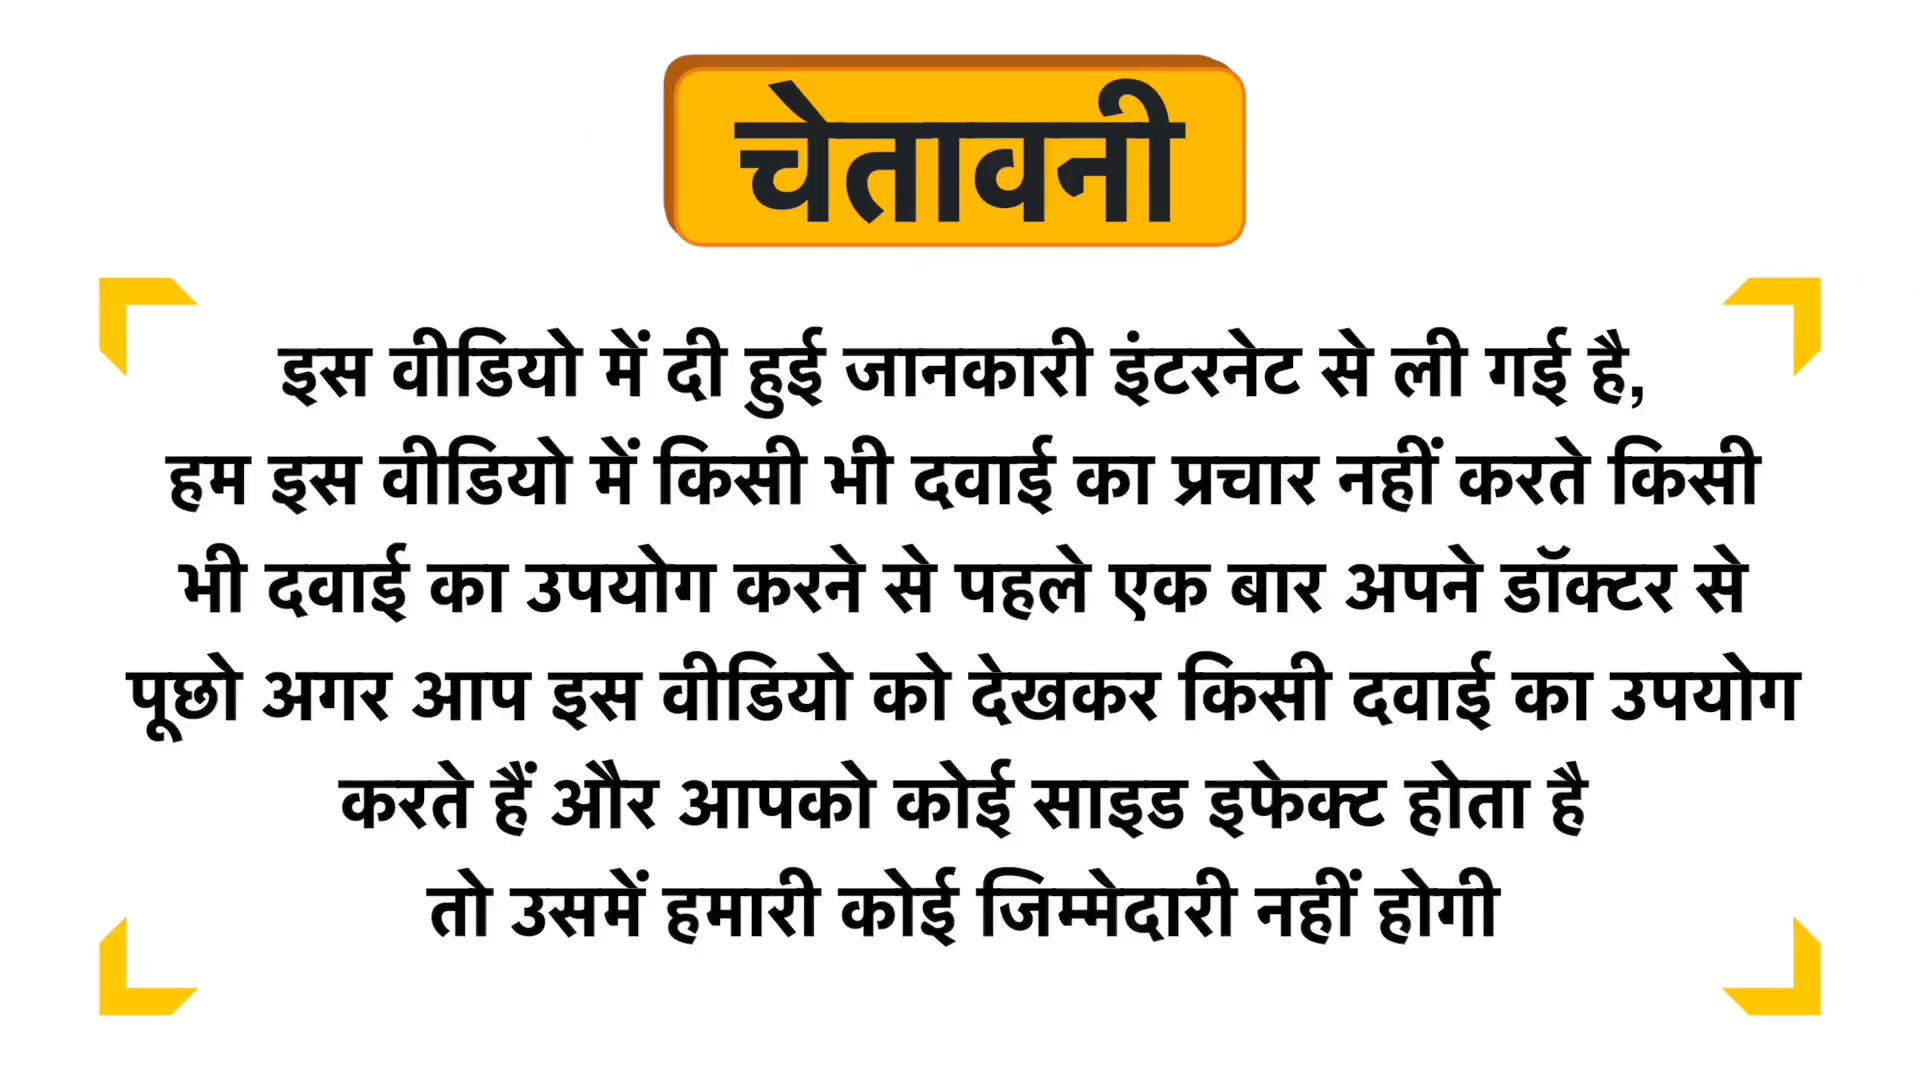 चेतावनी
इस वीडियो में दी हुई जानकारी इंटरनेट से ली गई है,
हम इस वीडियो में किसी भी दवाई का प्रचार नहीं करते किसी
भी दवाई का उपयोग करने से पहले एक बार अपने डॉक्टर से
पूछो अगर आप इस वीडियो को देखकर किसी दवाई का उपयोग
करते हैं और आपको कोई साइड इफेक्ट होता है
तो उसमें हमारी कोई जिम्मेदारी नहीं होगी